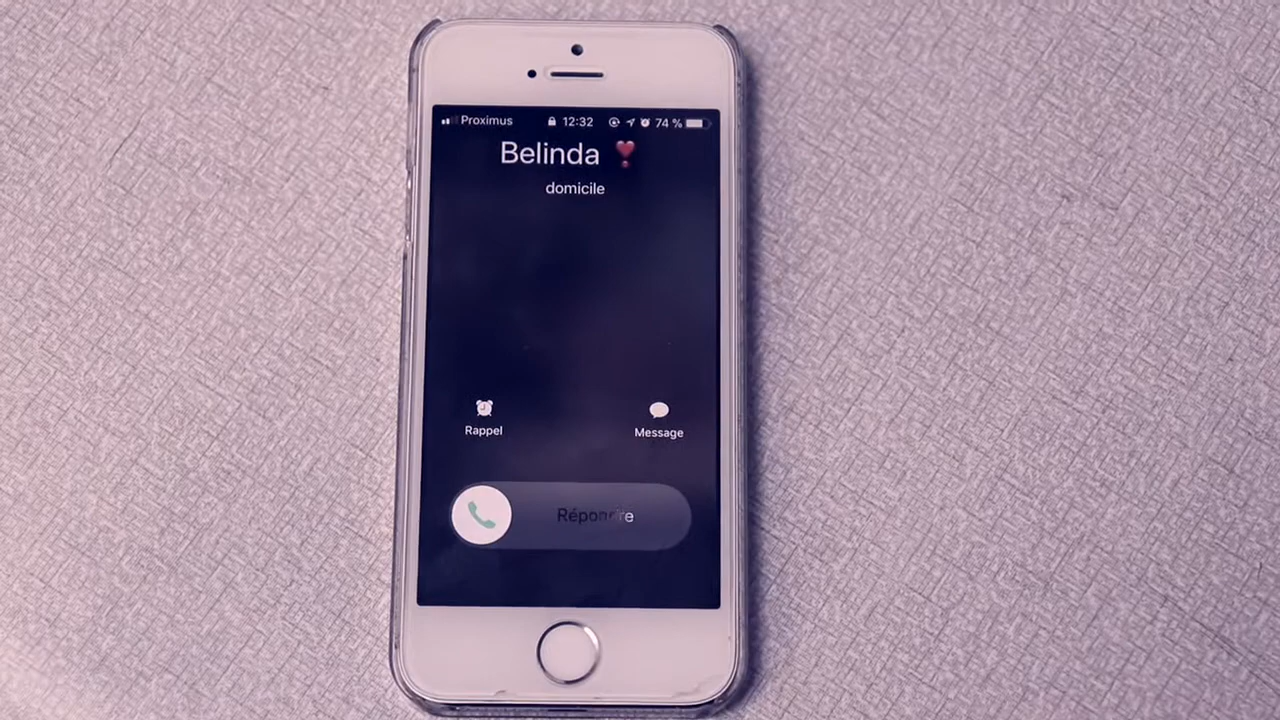 Proximus 12:32 74 %
Belinda ❣️
domicile
Rappel Message
Répondre